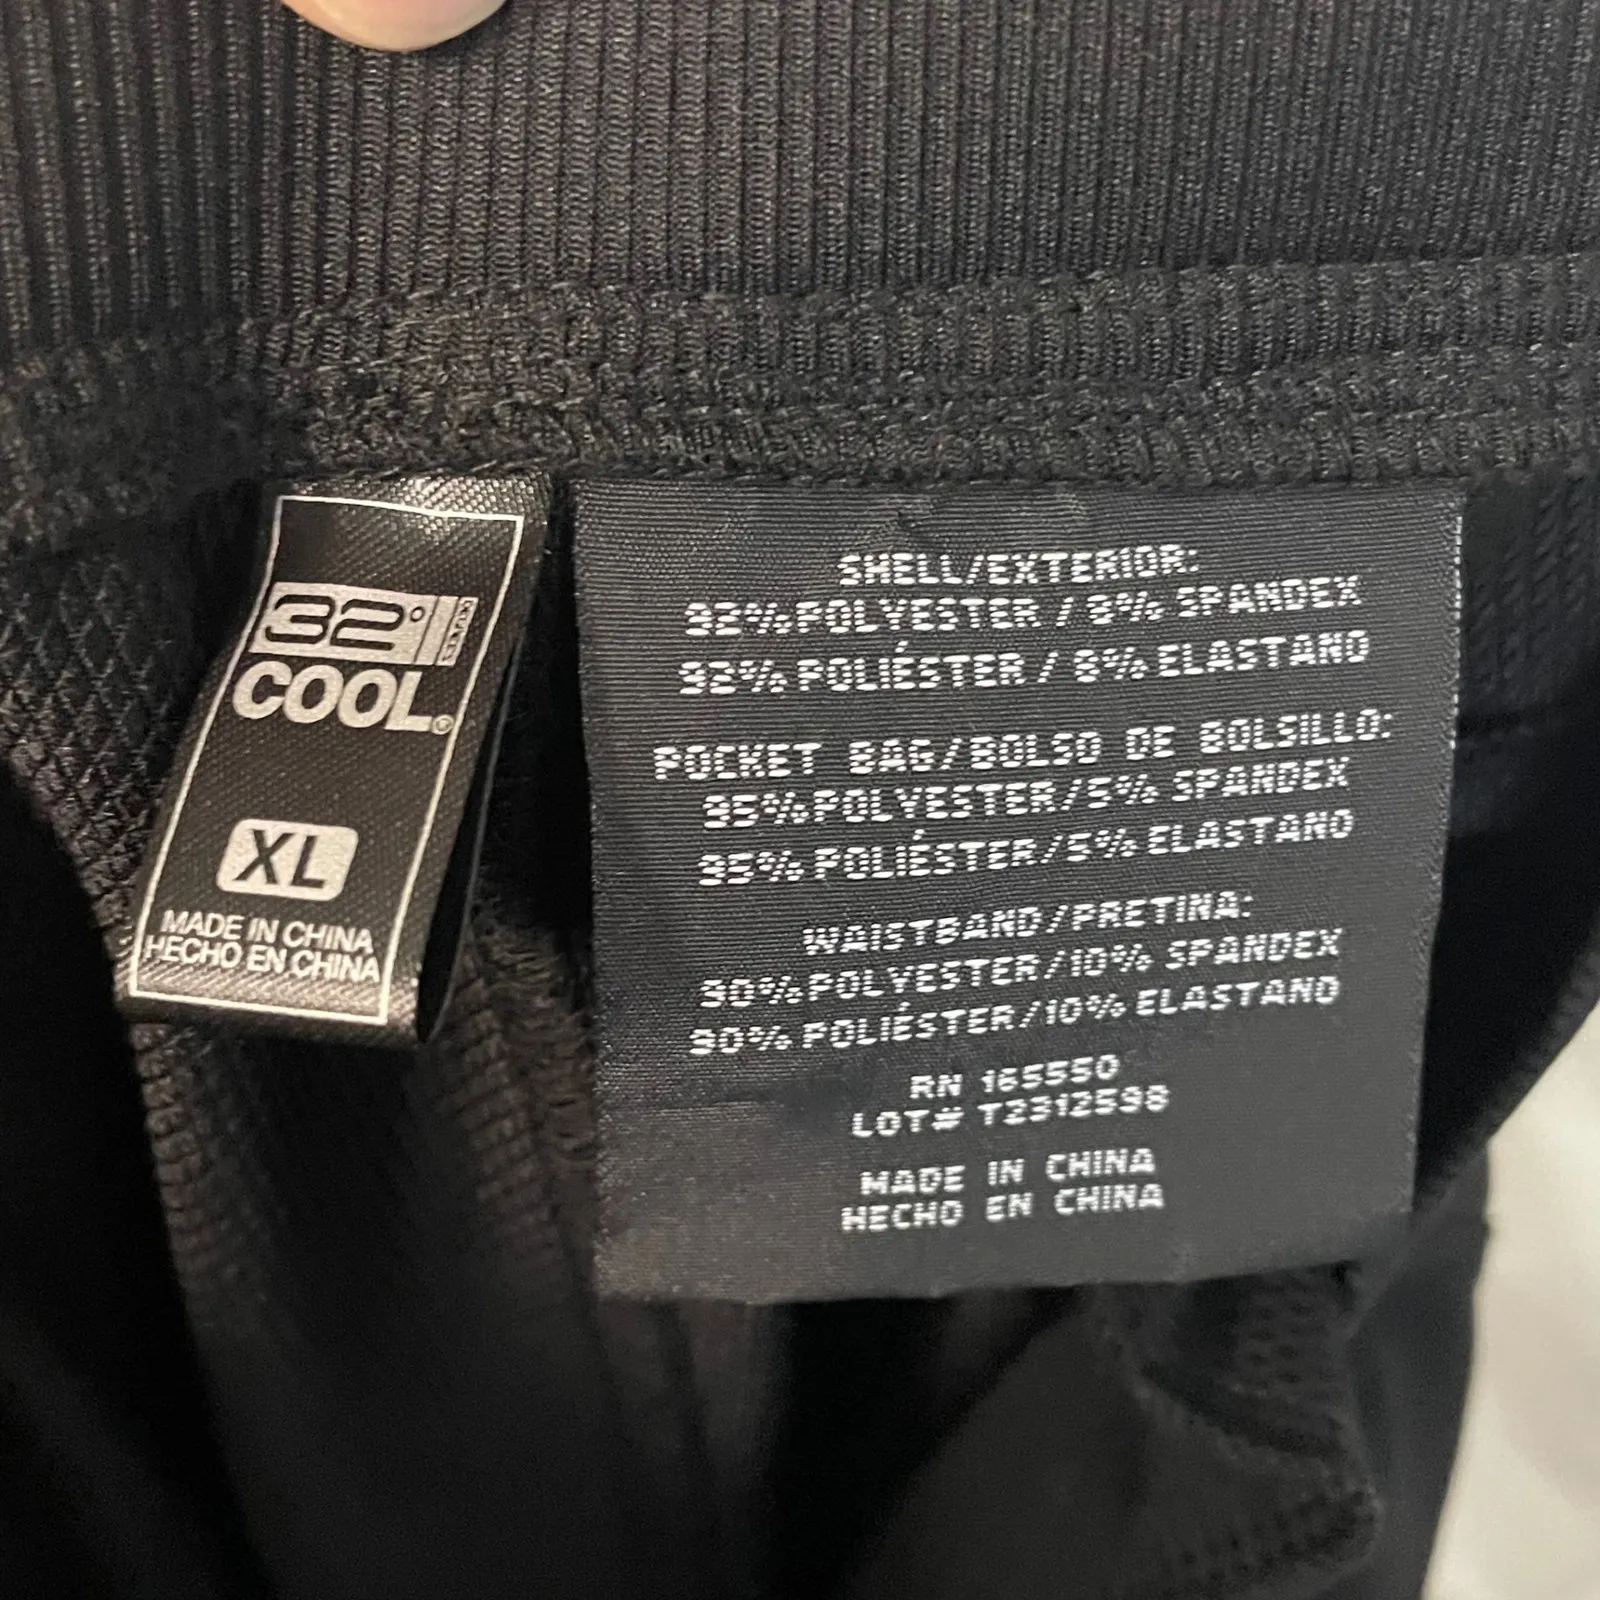 32°
COOL®
XL
MADE IN CHINA
HECHO EN CHINA
SHELL/EXTERIOR:
92% POLYESTER / 8% SPANDEX
92% POLIÉSTER / 8% ELASTANO
POCKET BAG/BOLSO DE BOLSILLO:
95% POLYESTER/5% SPANDEX
95% POLIÉSTER/5% ELASTANO
WAISTBAND/PRETINA:
90% POLYESTER/10% SPANDEX
90% POLIÉSTER/10% ELASTANO
RN 165550
LOT# T2312598
MADE IN CHINA
HECHO EN CHINA